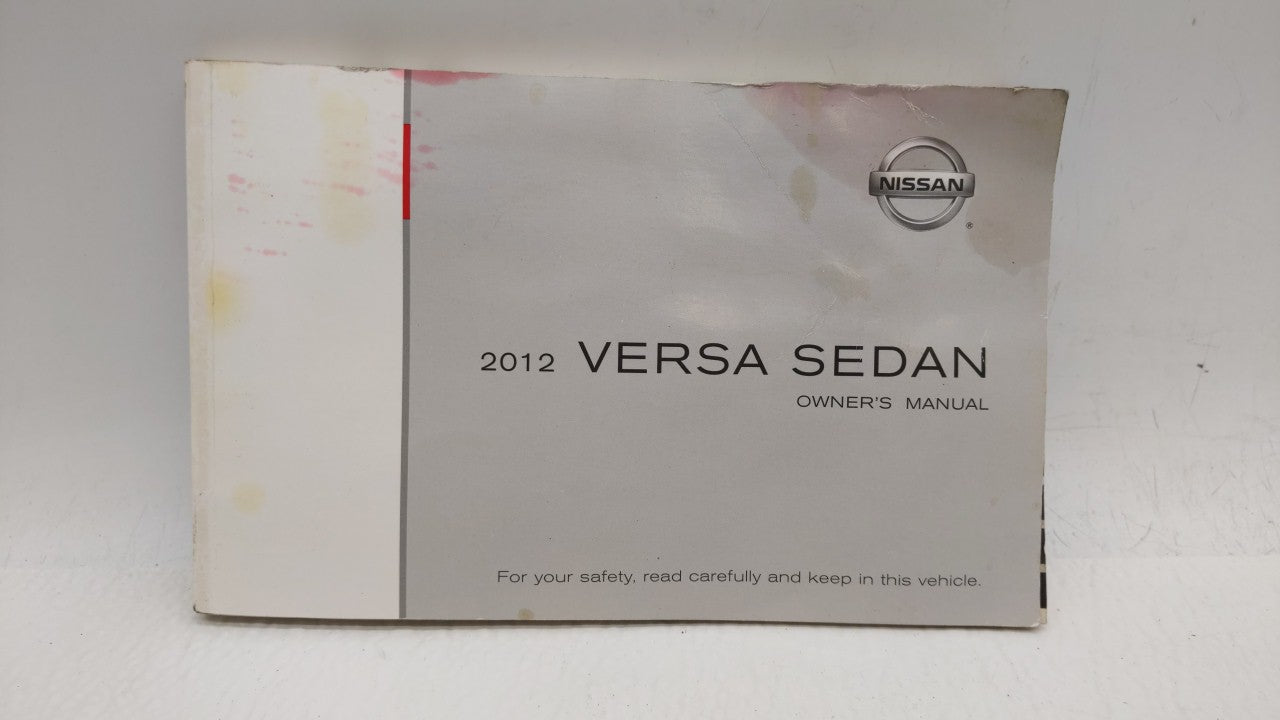 NISSAN
®
2012 VERSA SEDAN
OWNER'S MANUAL
For your safety, read carefully and keep in this vehicle.